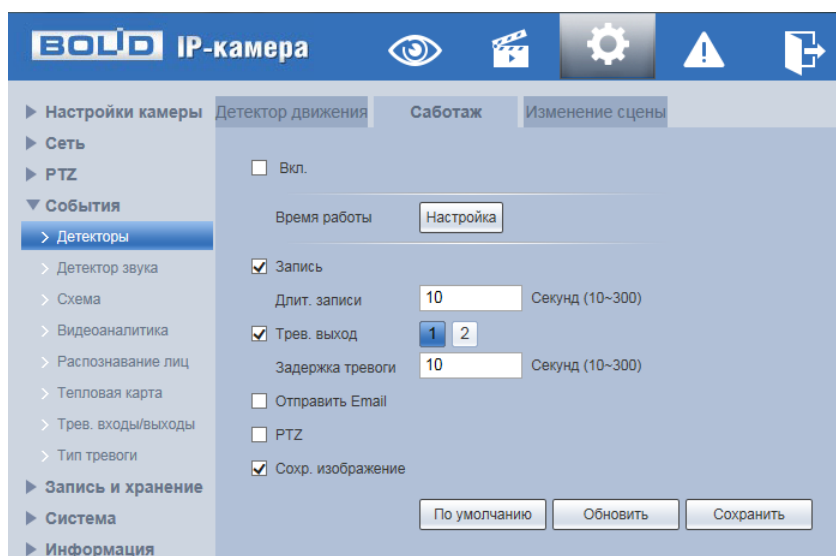 BOLID IP-камера
Настройки камеры
Сеть
PTZ
События
Детекторы
Детектор звука
Схема
Видеоаналитика
Распознавание лиц
Тепловая карта
Трев. входы/выходы
Тип тревоги
Запись и хранение
Система
Информация
Детектор движения Саботаж Изменение сцены
Вкл.
Время работы Настройка
Запись
Длит. записи 10 Секунд (10~300)
Трев. выход 1 2
Задержка тревоги 10 Секунд (10~300)
Отправить Email
PTZ
Сохр. изображение
По умолчанию Обновить Сохранить